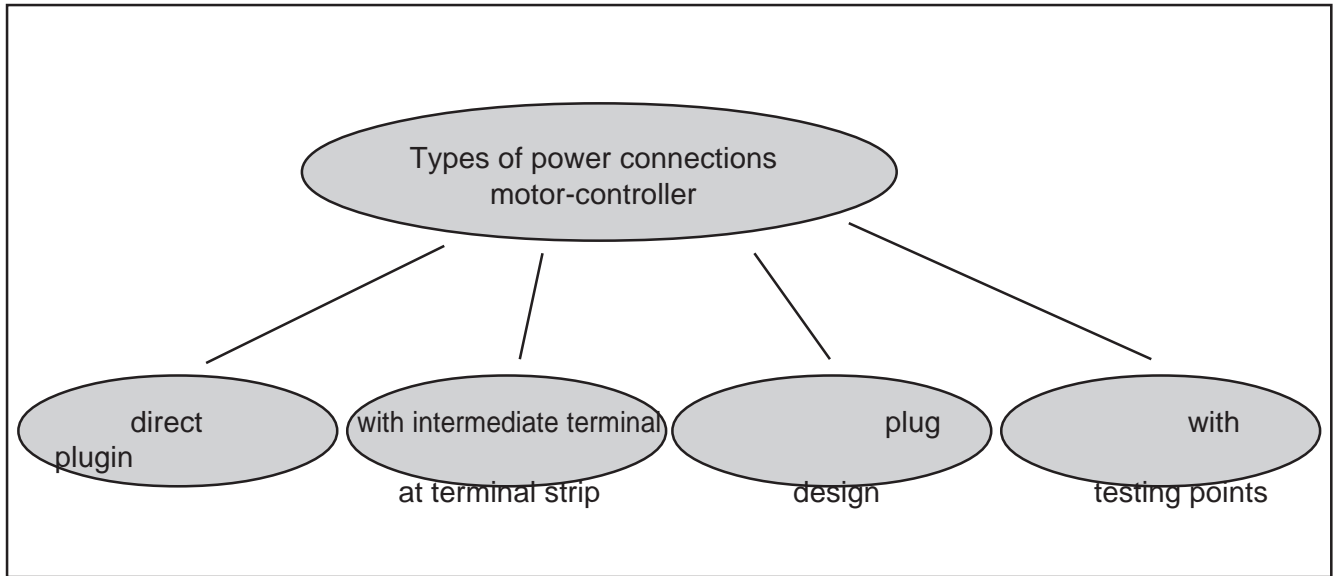 Types of power connections
motor-controller
direct
plugin
with intermediate terminal
at terminal strip
plug
design
with
testing points